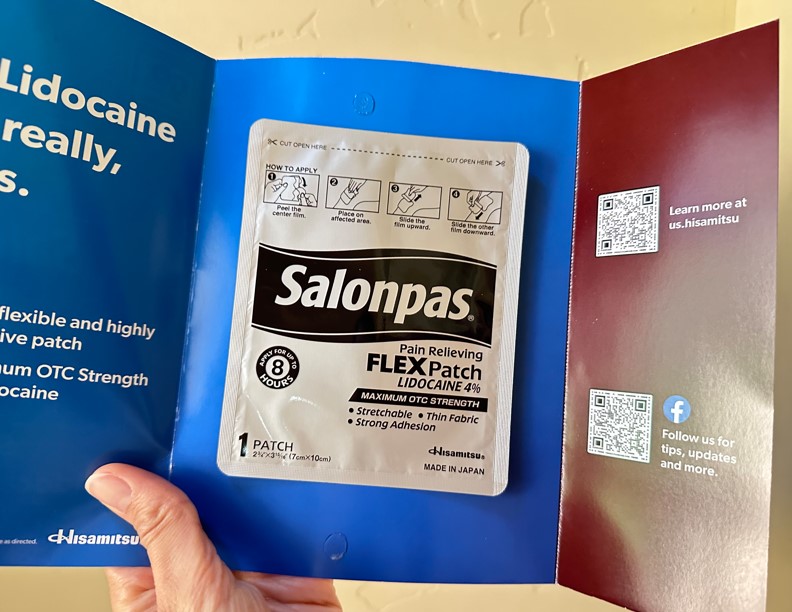 Lidocaine
really,
s.
flexible and highly
ive patch
um OTC Strength
ocaine
e as directed.
Hisamitsu
CUT OPEN HERE CUT OPEN HERE
HOW TO APPLY
1 2 3 4
Peel the
center film.
Place on
affected area.
Slide the
film upward.
Slide the other
film downward.
Salonpas®
APPLY FOR UP TO
8
HOURS
Pain Relieving
FLEX Patch
LIDOCAINE 4%
MAXIMUM OTC STRENGTH
• Stretchable • Thin Fabric
• Strong Adhesion
1 PATCH
(7cm×10cm)
Hisamitsu®
MADE IN JAPAN
Learn more at
us.hisamitsu
Follow us for
tips, updates
and more.